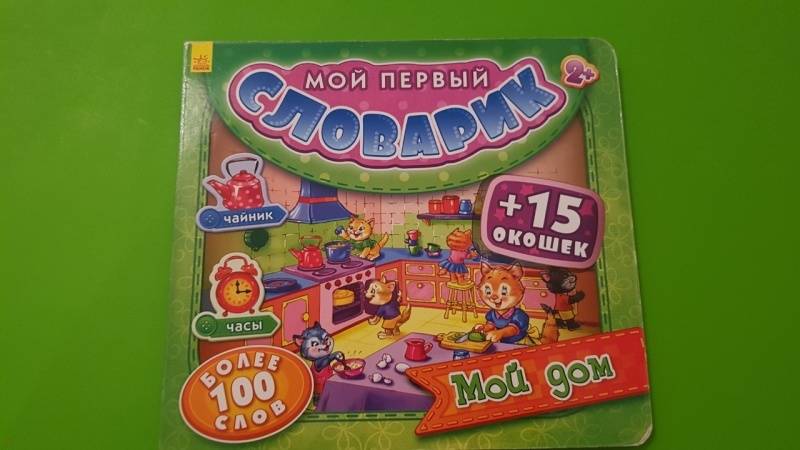 МОЙ ПЕРВЫЙ
СЛОВАРИК
2+
чайник
+15
ОКОШЕК
часы
БОЛЕЕ
100
СЛОВ
Мой дом